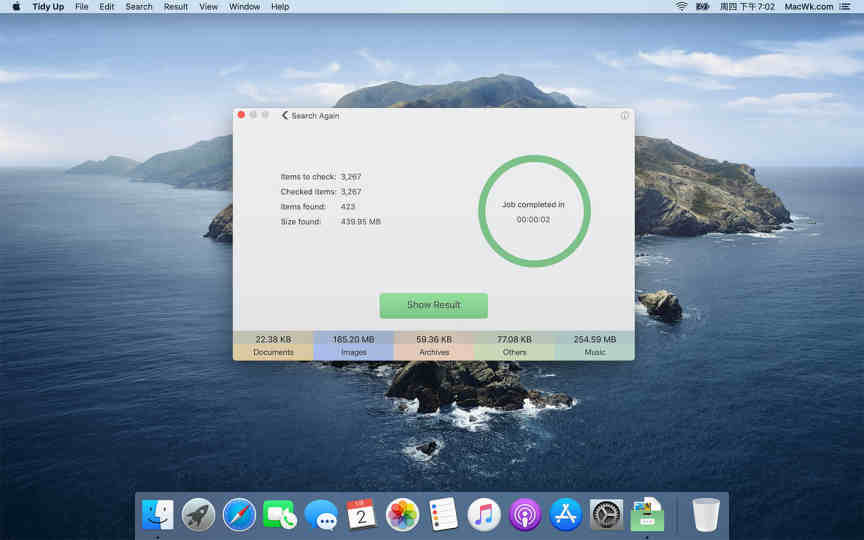 Tidy Up File Edit Search Result View Window Help 周四 下午7:02 MacWk.com
Search Again
Items to check: 3,267
Checked items: 3,267
Items found: 423
Size found: 439.95 MB
Job completed in
00:00:02
Show Result
22.38 KB 185.20 MB 59.36 KB 77.08 KB 254.59 MB
Documents Images Archives Others Music
2